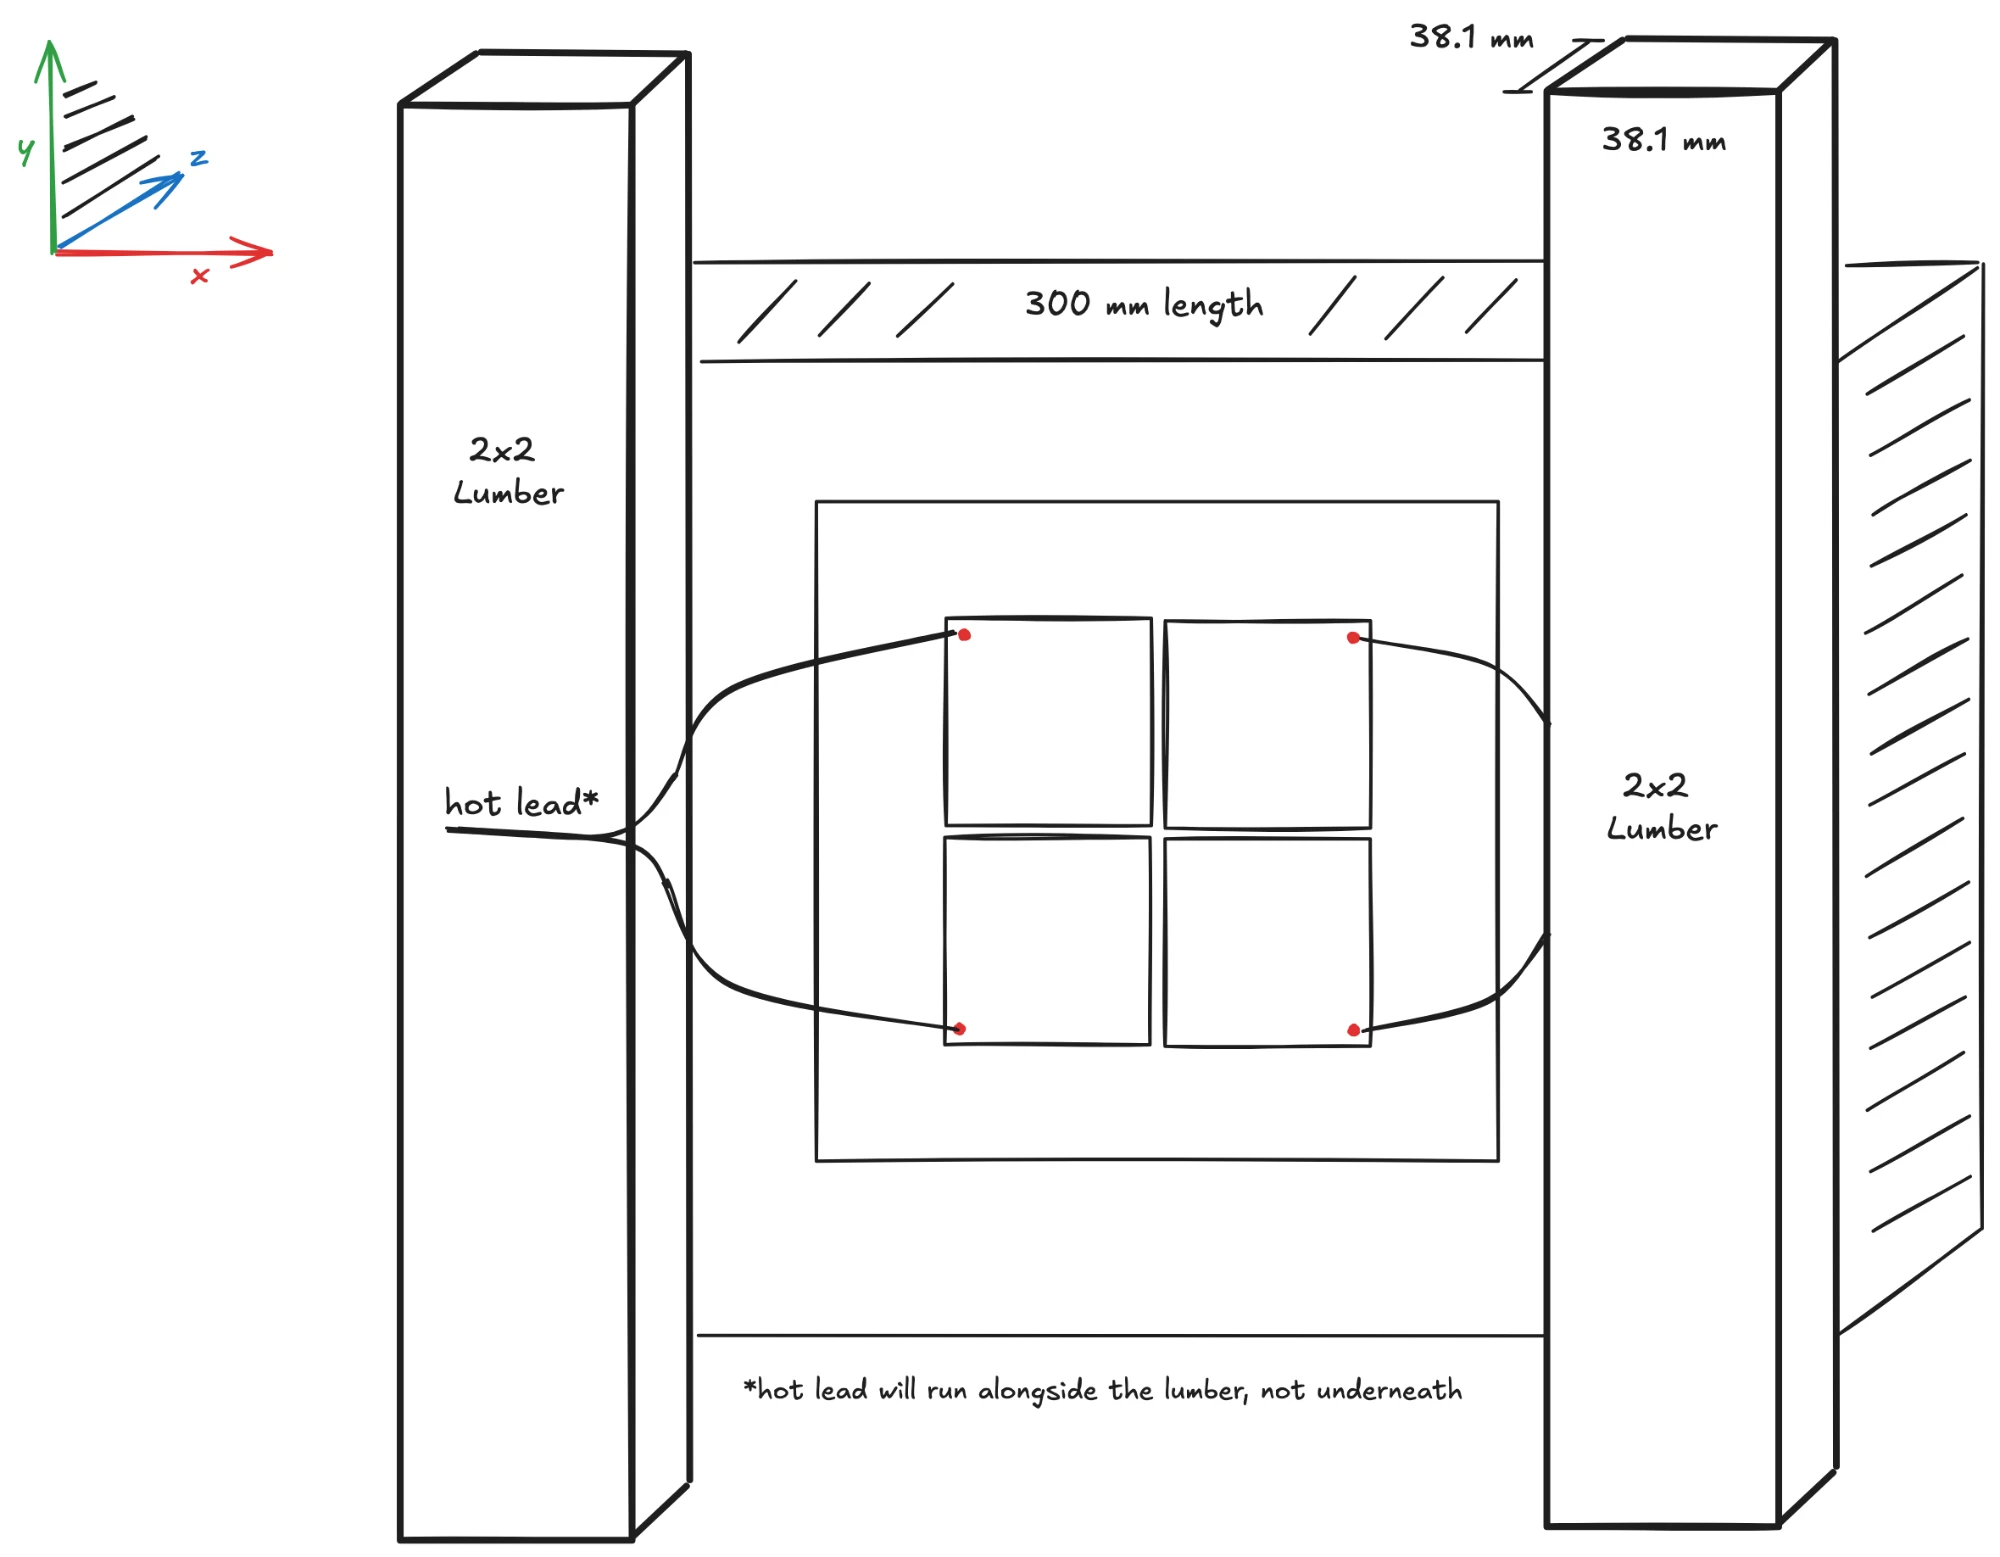 38.1 mm
38.1 mm
y
z
x
300 mm length
2x2
Lumber
hot lead*
2x2
Lumber
*hot lead will run alongside the lumber, not underneath